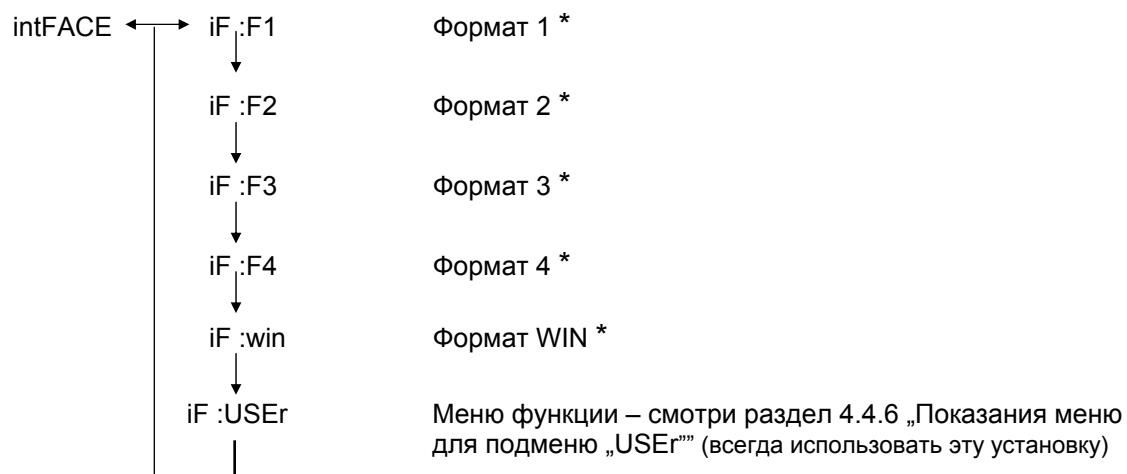 intFACE iF :F1 Формат 1 *
iF :F2 Формат 2 *
iF :F3 Формат 3 *
iF :F4 Формат 4 *
iF :win Формат WIN *
iF :USEr Меню функции – смотри раздел 4.4.6 „Показания меню
для подменю „USEr"" (всегда использовать эту установку)